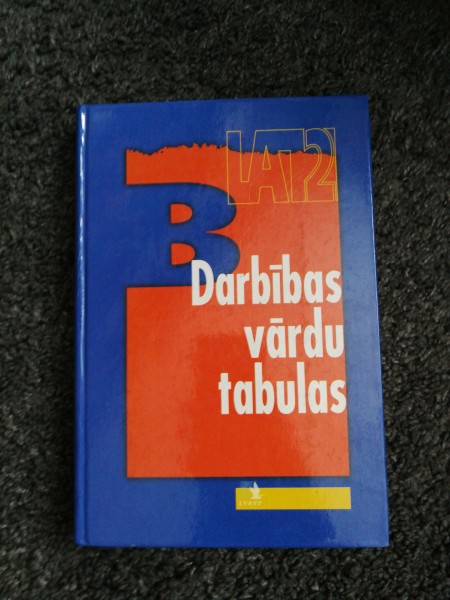 LAT2
B
Darbības
vārdu
tabulas